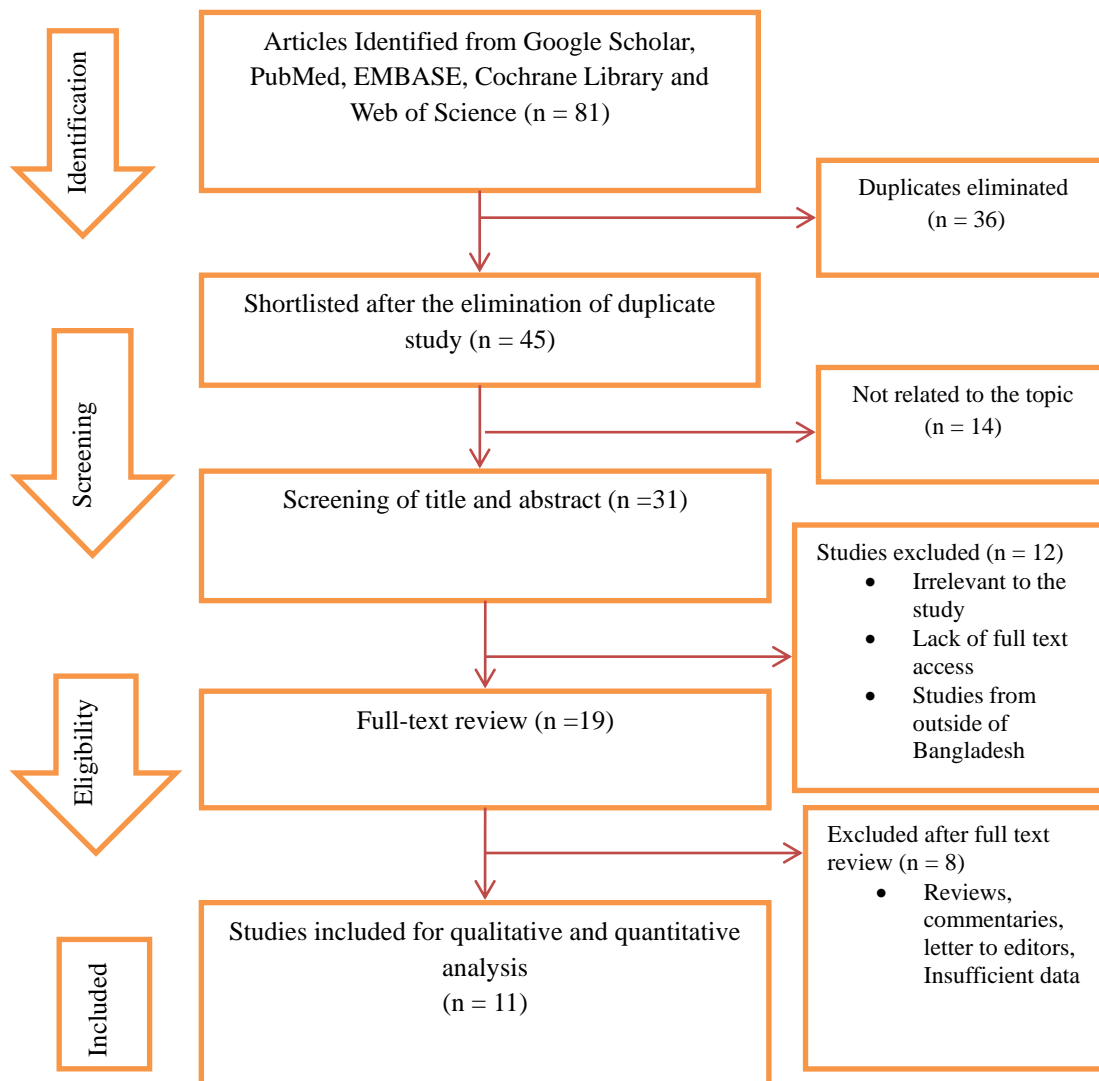 Identification
Articles Identified from Google Scholar,
PubMed, EMBASE, Cochrane Library and
Web of Science (n = 81)
Duplicates eliminated
(n = 36)
Shortlisted after the elimination of duplicate
study (n = 45)
Screening
Not related to the topic
(n = 14)
Screening of title and abstract (n =31)
Studies excluded (n = 12)
• Irrelevant to the
study
• Lack of full text
access
• Studies from
outside of
Bangladesh
Eligibility
Full-text review (n =19)
Excluded after full text
review (n = 8)
• Reviews,
commentaries,
letter to editors,
Insufficient data
Included
Studies included for qualitative and quantitative
analysis
(n = 11)